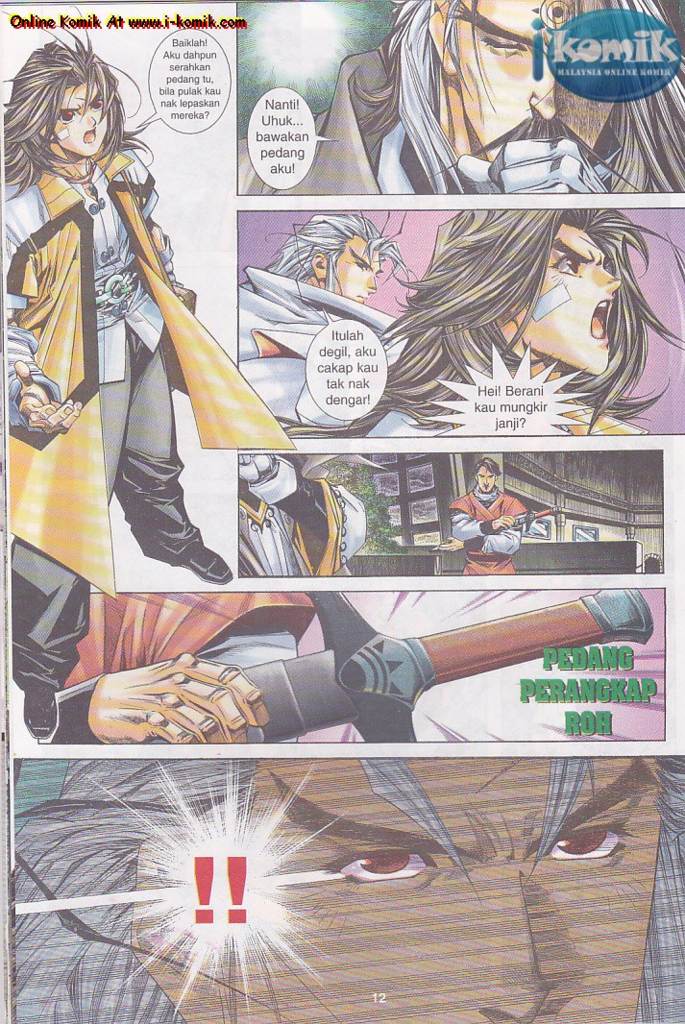 Online Komik At www.i-komik.com
ikomik
MALAYSIA ONLINE KOMIK
Baiklah!
Aku dahpun
serahkan
pedang tu,
bila pulak kau
nak lepaskan
mereka?
Nanti!
Uhuk...
bawakan
pedang
aku!
Itulah
degil, aku
cakap kau
tak nak
dengar!
Hei! Berani
kau mungkir
janji?
PEDANG
PERANGKAP
ROH
!!
12